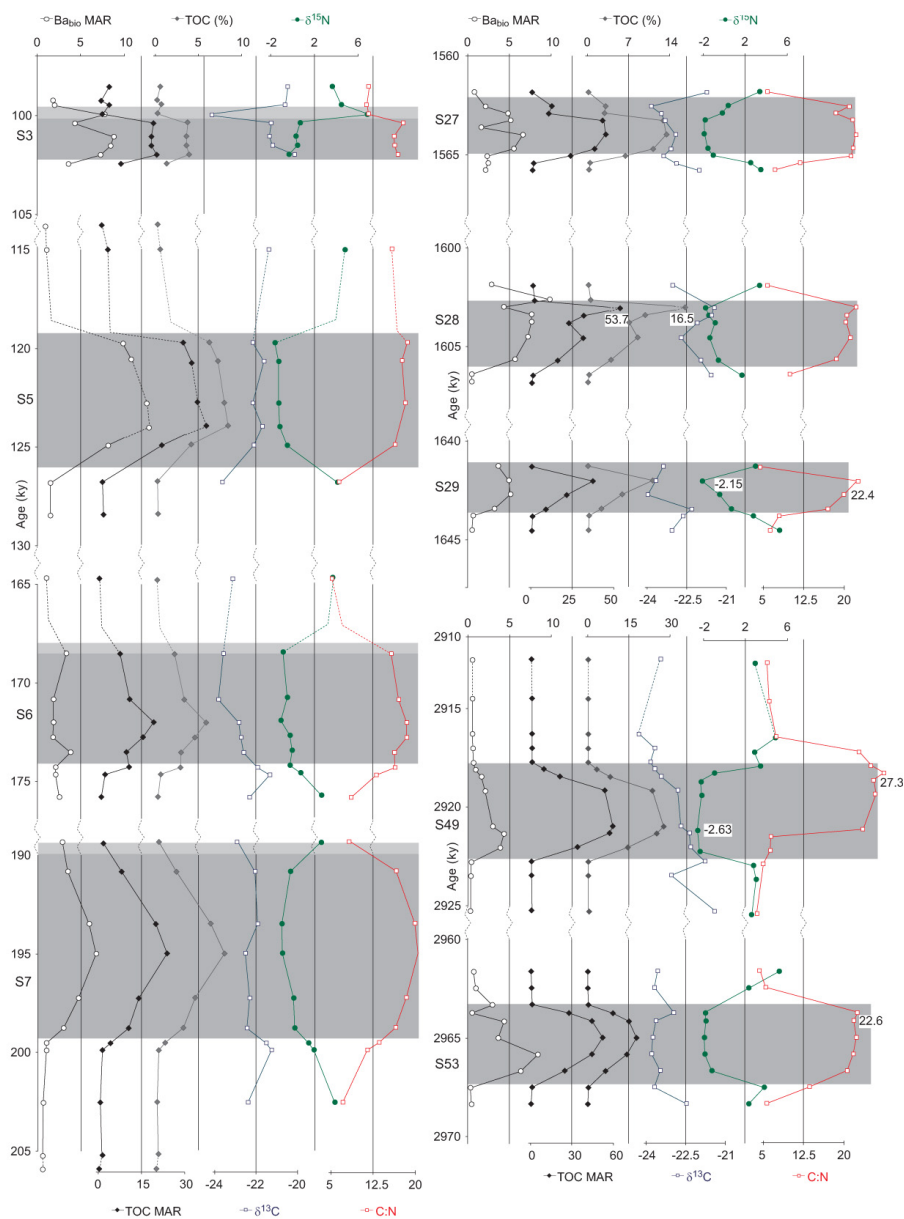 Ba bio MAR TOC (%) δ15N
0 5 10 0 5 10 -2 2 6
100
S3
105
115
120
S5
125
Age (ky)
130
165
170
S6
175
190
195
S7
200
205
0 15 30 -24 -22 -20 5 12.5
TOC MAR δ13C C:N
Ba bio MAR TOC (%) δ15N
0 5 10 0 7 14 -2 2 6
1560
S27
1565
1600
S28
53.7 16.5
1605
Age (ky)
1640
S29
-2.15
22.4
1645
0 25 50 -24 -22.5 -21 5 12.5 20
0 5 10 0 15 30 -2 2 6
2910
27.3
2920
S49
-2.63
Age (ky)
2925
2960
22.6
2965
S53
2970
0 30 60 90 -24 -22.5 5 12.5 20
TOC MAR δ13C C:N